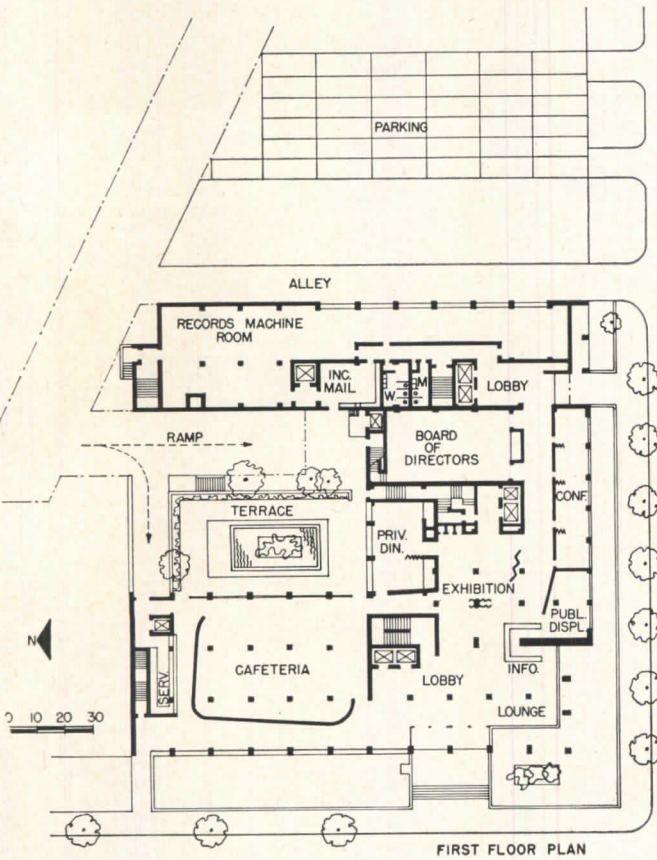 PARKING
ALLEY
RECORDS MACHINE
ROOM
INC.
MAIL
W
M
LOBBY
RAMP
BOARD
OF
DIRECTORS
CONF.
TERRACE
PRIV.
DIN.
EXHIBITION
PUBL.
DISPL.
N
SERV.
CAFETERIA
LOBBY
INFO.
LOUNGE
0 10 20 30
FIRST FLOOR PLAN